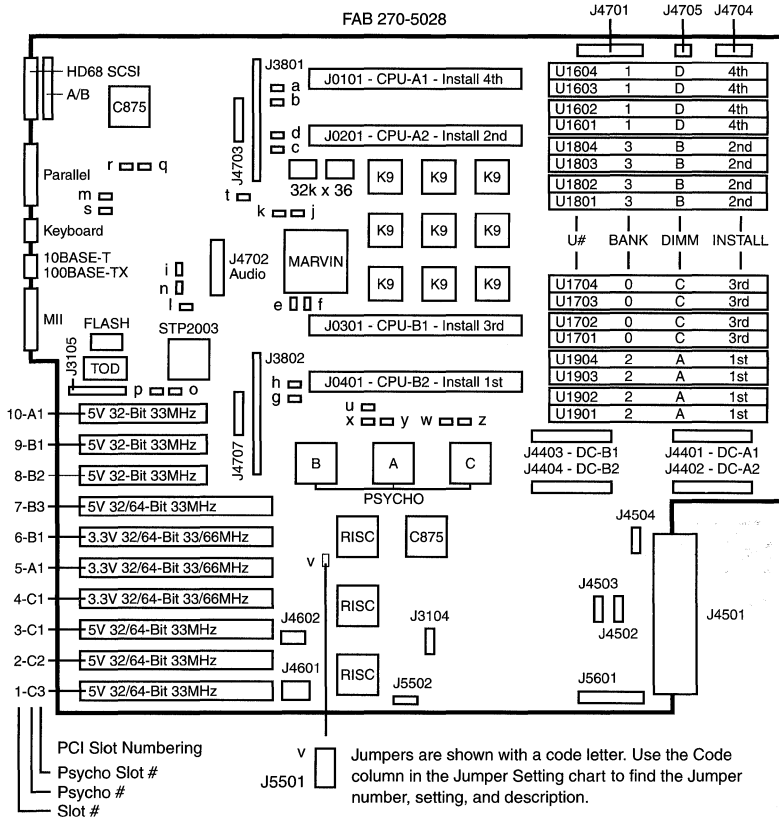 FAB 270-5028
J4701 J4705 J4704
HD68 SCSI
A/B
C875
J3801
a
b
d
c
J4703
J0101 - CPU-A1 - Install 4th
J0201 - CPU-A2 - Install 2nd
32k x 36
K9 K9 K9
K9 K9 K9
K9 K9 K9
U1604 1 D 4th
U1603 1 D 4th
U1602 1 D 4th
U1601 1 D 4th
U1804 3 B 2nd
U1803 3 B 2nd
U1802 3 B 2nd
U1801 3 B 2nd
U# BANK DIMM INSTALL
U1704 0 C 3rd
U1703 0 C 3rd
U1702 0 C 3rd
U1701 0 C 3rd
U1904 2 A 1st
U1903 2 A 1st
U1902 2 A 1st
U1901 2 A 1st
Parallel
r q
m
s
t
k j
Keyboard
10BASE-T
100BASE-TX
i
n
l
J4702
Audio
MARVIN
e f
MII
FLASH
STP2003
J3105
TOD
p o
J0301 - CPU-B1 - Install 3rd
J3802
h
g
J0401 - CPU-B2 - Install 1st
J4707
u
x y w z
B A C
PSYCHO
J4403 - DC-B1
J4404 - DC-B2
J4401 - DC-A1
J4402 - DC-A2
10-A1 5V 32-Bit 33MHz
9-B1 5V 32-Bit 33MHz
8-B2 5V 32-Bit 33MHz
7-B3 5V 32/64-Bit 33MHz
6-B1 3.3V 32/64-Bit 33/66MHz
5-A1 3.3V 32/64-Bit 33/66MHz
4-C1 3.3V 32/64-Bit 33/66MHz
3-C1 5V 32/64-Bit 33MHz
2-C2 5V 32/64-Bit 33MHz
1-C3 5V 32/64-Bit 33MHz
v
RISC C875
RISC
RISC
J4602
J4601
J3104
J5502
J4504
J4503
J4502
J4501
J5601
PCI Slot Numbering
Psycho Slot #
Psycho #
Slot #
v
J5501
Jumpers are shown with a code letter. Use the Code
column in the Jumper Setting chart to find the Jumper
number, setting, and description.